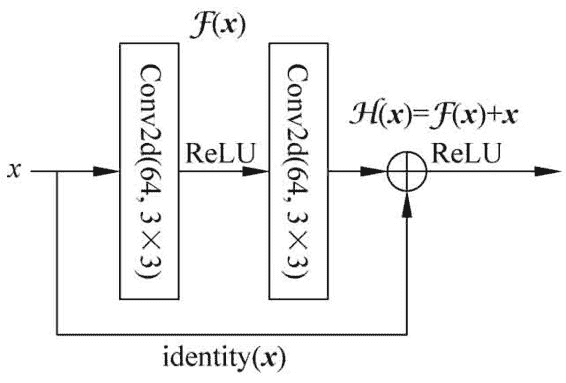 ℱ(x)
Conv2d(64, 3×3)
Conv2d(64, 3×3)
ℋ(x)=ℱ(x)+x
x
ReLU
ReLU
identity(x)